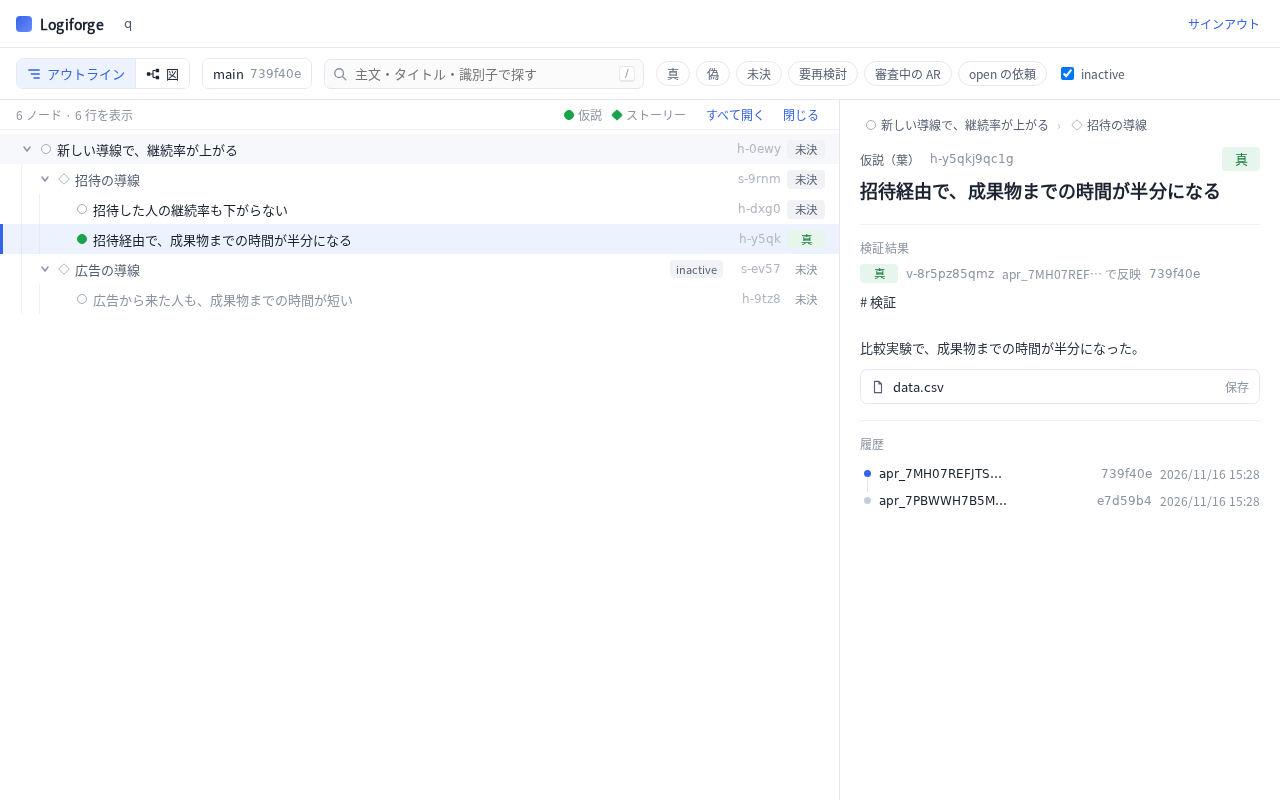 Logiforge q サインアウト
アウトライン 図 main 739f40e 主文・タイトル・識別子で探す / 真 偽 未決 要再検討 審査中の AR open の依頼 inactive
6 ノード · 6 行を表示 仮説 ストーリー すべて開く 閉じる
新しい導線で、継続率が上がる h-0ewy 未決
招待の導線 s-9rnm 未決
招待した人の継続率も下がらない h-dxg0 未決
招待経由で、成果物までの時間が半分になる h-y5qk 真
広告の導線 inactive s-ev57 未決
広告から来た人も、成果物までの時間が短い h-9tz8 未決
新しい導線で、継続率が上がる › 招待の導線
仮説（葉） h-y5qkj9qc1g 真
招待経由で、成果物までの時間が半分になる
検証結果
真 v-8r5pz85qmz apr_7MH07REF… で反映 739f40e
# 検証
比較実験で、成果物までの時間が半分になった。
data.csv 保存
履歴
apr_7MH07REFJTS… 739f40e 2026/11/16 15:28
apr_7PBWWH7B5M… e7d59b4 2026/11/16 15:28